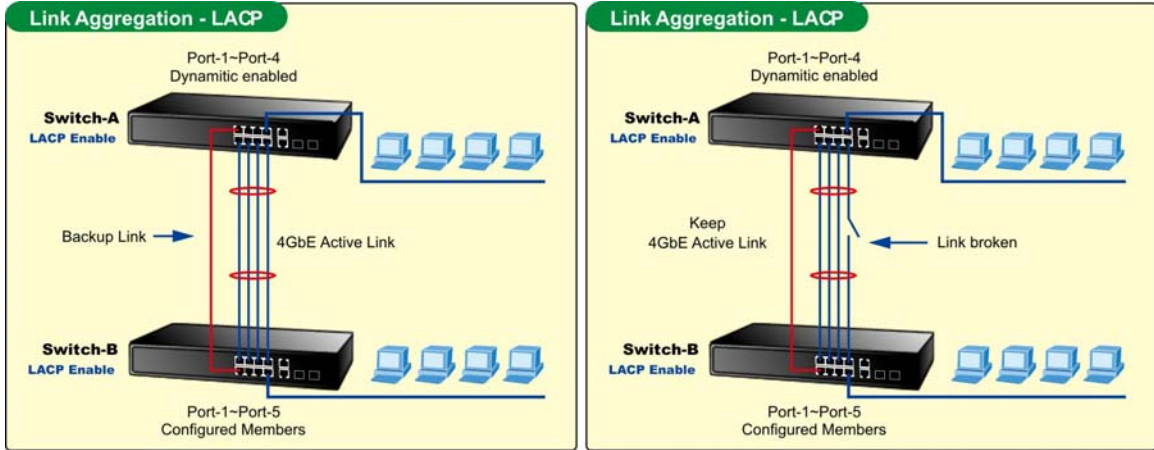 Link Aggregation - LACP
Port-1~Port-4
Dynamitic enabled
Switch-A
LACP Enable
Backup Link
4GbE Active Link
Switch-B
LACP Enable
Port-1~Port-5
Configured Members
Link Aggregation - LACP
Port-1~Port-4
Dynamitic enabled
Switch-A
LACP Enable
Keep
4GbE Active Link
Link broken
Switch-B
LACP Enable
Port-1~Port-5
Configured Members